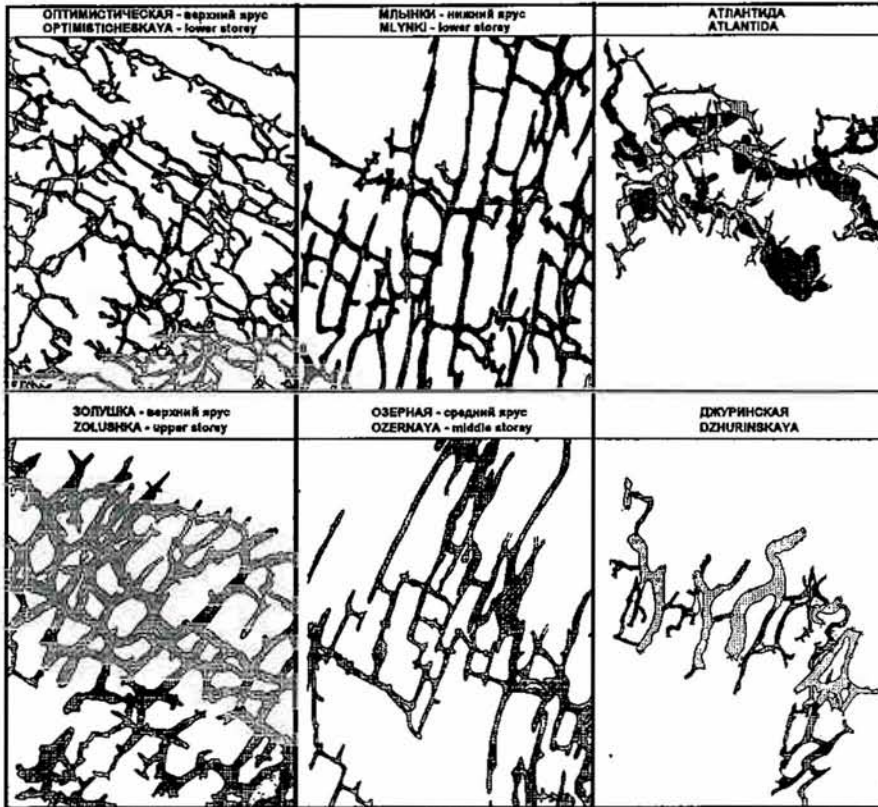 ОПТИМИСТИЧЕСКАЯ - верхний ярус
OPTIMISTICHESKAYA - lower storey
МЛЫНКИ - нижний ярус
MLYNKI - lower storey
АТЛАНТИДА
ATLANTIDA
ЗОЛУШКА - верхний ярус
ZOLUSHKA - upper storey
ОЗЕРНАЯ - средний ярус
OZERNAYA - middle storey
ДЖУРИНСКАЯ
DZHURINSKAYA